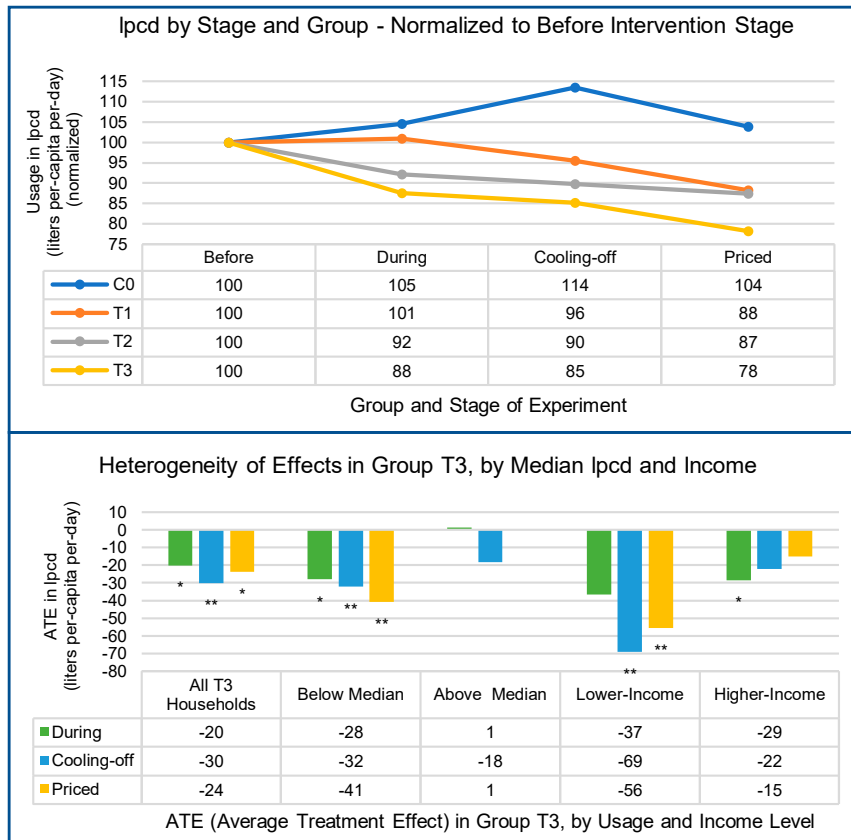 lpcd by Stage and Group - Normalized to Before Intervention Stage
Usage in lpcd
(liters per-capita per-day)
(normalized)
115
110
105
100
95
90
85
80
75
Before During Cooling-off Priced
C0 100 105 114 104
T1 100 101 96 88
T2 100 92 90 87
T3 100 88 85 78
Group and Stage of Experiment
Heterogeneity of Effects in Group T3, by Median lpcd and Income
ATE in lpcd
(liters per-capita per-day)
10
0
-10
-20
-30
-40
-50
-60
-70
-80
* ** *
* ** **
** **
*
All T3
Households Below Median Above Median Lower-Income Higher-Income
During -20 -28 1 -37 -29
Cooling-off -30 -32 -18 -69 -22
Priced -24 -41 1 -56 -15
ATE (Average Treatment Effect) in Group T3, by Usage and Income Level